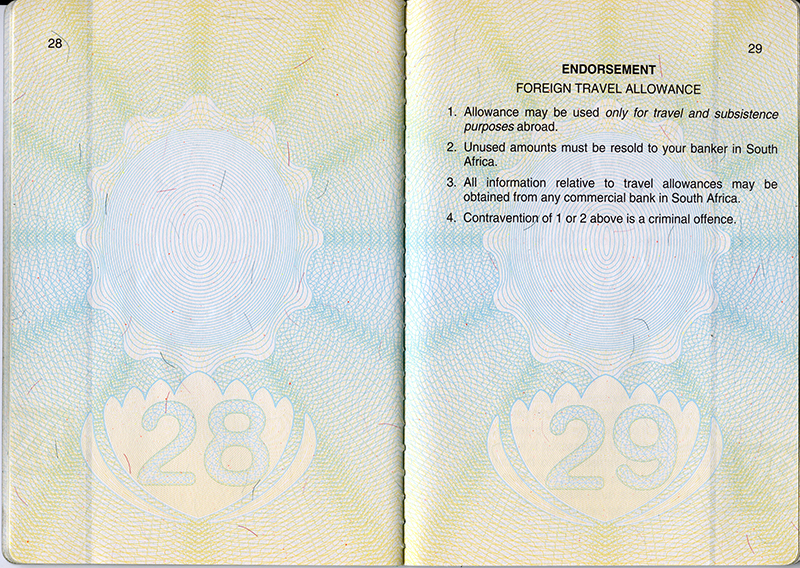 28
28
29
ENDORSEMENT
FOREIGN TRAVEL ALLOWANCE
1. Allowance may be used only for travel and subsistence
purposes abroad.
2. Unused amounts must be resold to your banker in South
Africa.
3. All information relative to travel allowances may be
obtained from any commercial bank in South Africa.
4. Contravention of 1 or 2 above is a criminal offence.
29